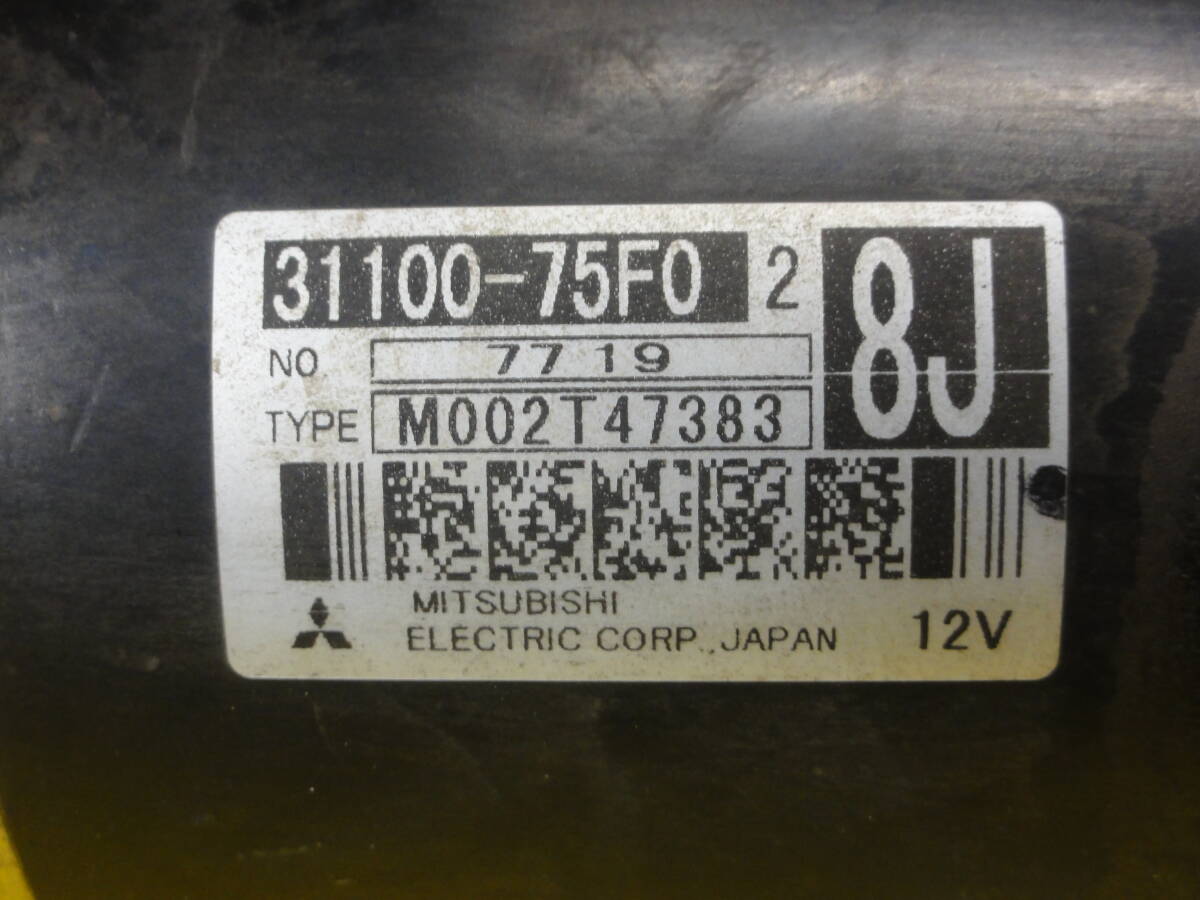 31100-75F0 2 8J
NO 7719
TYPE M002T47383
MITSUBISHI
ELECTRIC CORP., JAPAN 12V